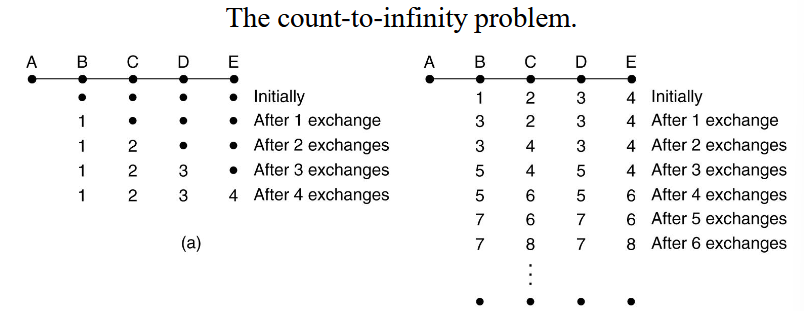 The count-to-infinity problem.
A B C D E
• • • • Initially
1 • • • After 1 exchange
1 2 • • After 2 exchanges
1 2 3 • After 3 exchanges
1 2 3 4 After 4 exchanges
(a)
A B C D E
1 2 3 4 Initially
3 2 3 4 After 1 exchange
3 4 3 4 After 2 exchanges
5 4 5 4 After 3 exchanges
5 6 5 6 After 4 exchanges
7 6 7 6 After 5 exchanges
7 8 7 8 After 6 exchanges
⋮
• • • •